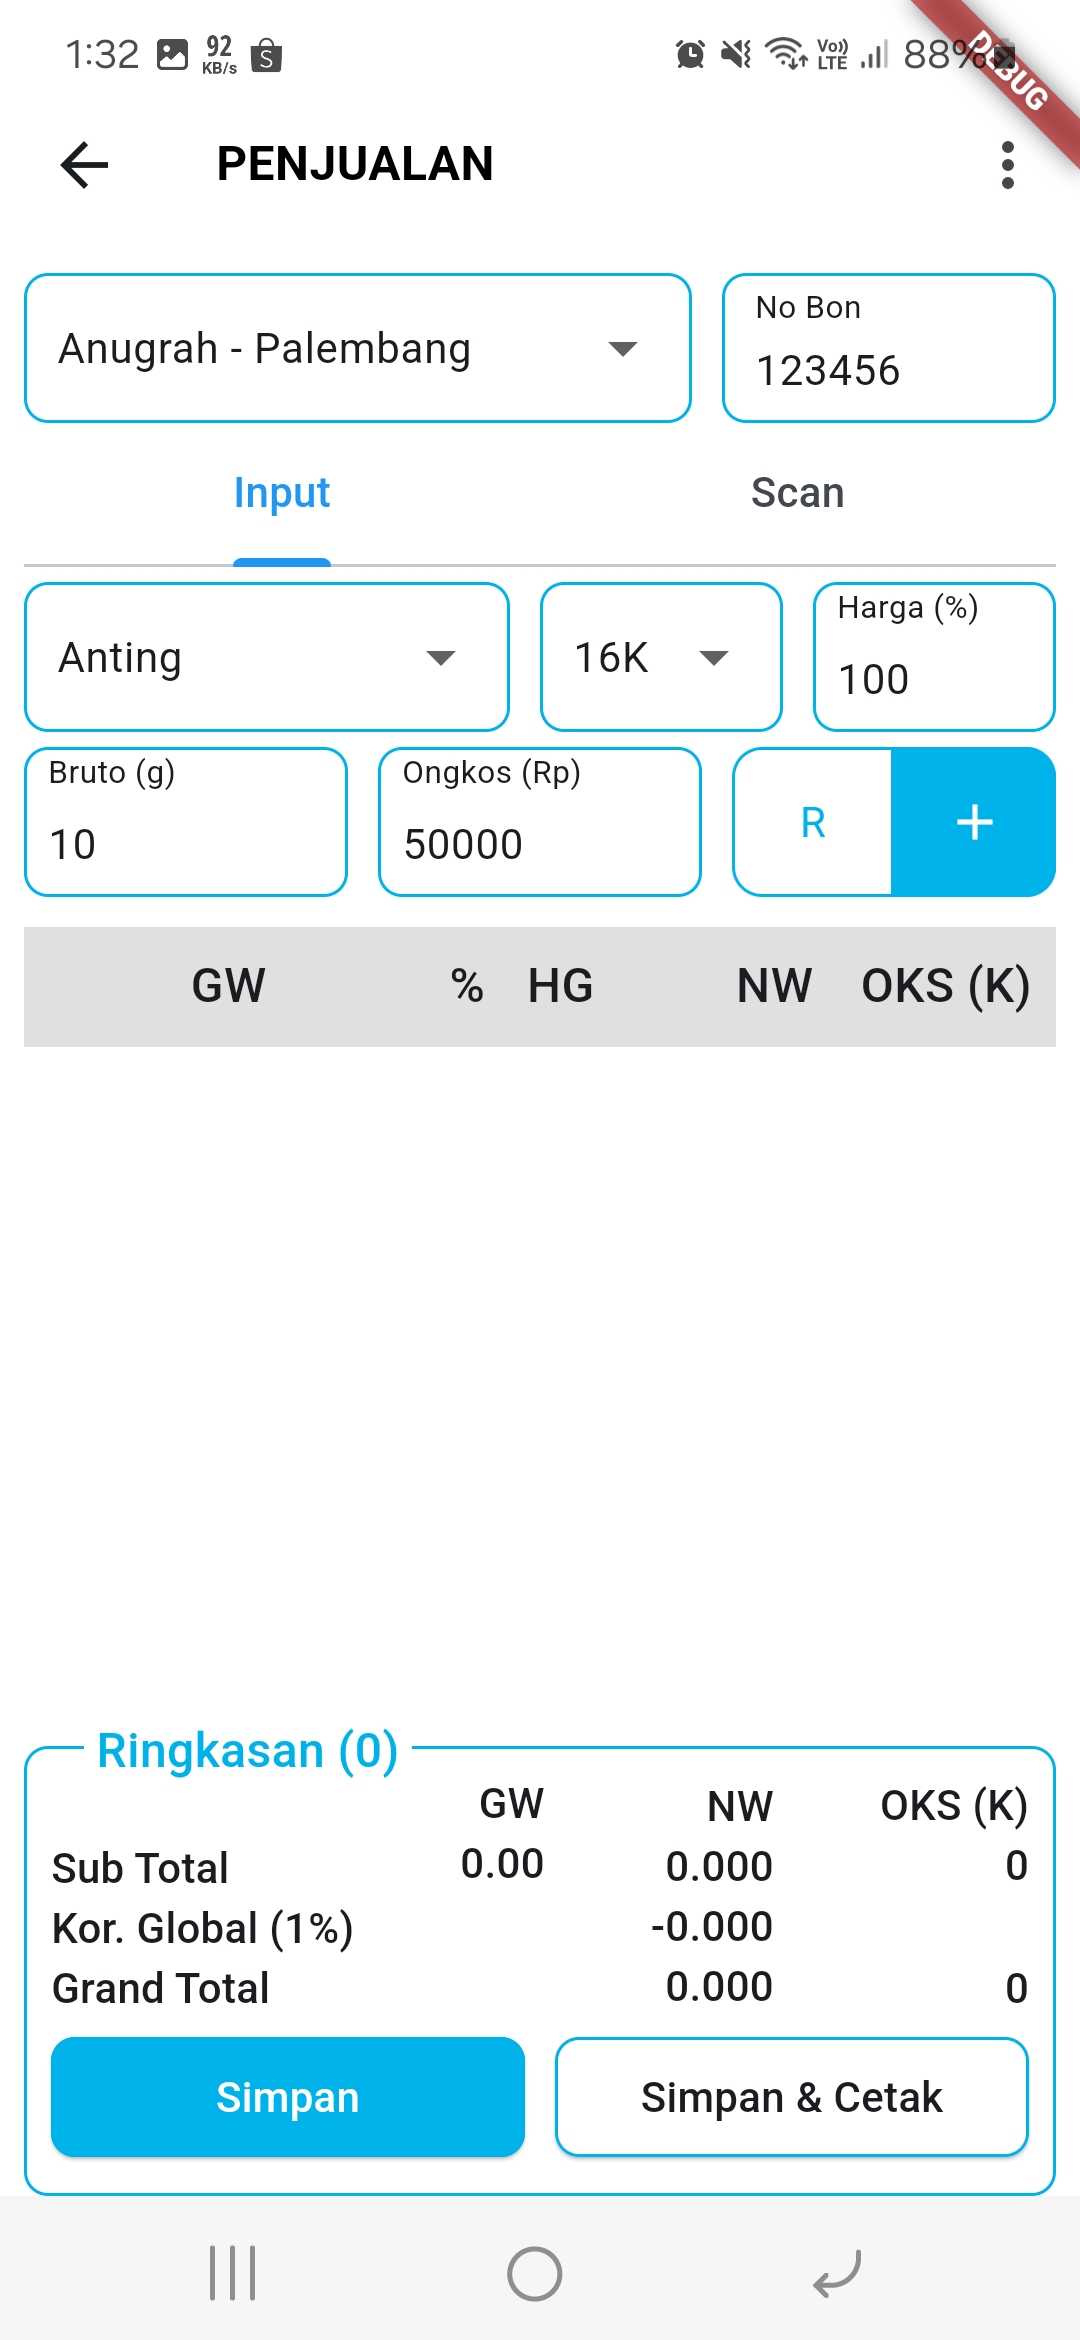 1:32 92 KB/s S Vo)) LTE 88%
DEBUG
PENJUALAN
Anugrah - Palembang
No Bon
123456
Input Scan
Anting
16K
Harga (%)
100
Bruto (g)
10
Ongkos (Rp)
50000
R +
GW % HG NW OKS (K)
Ringkasan (0)
GW NW OKS (K)
Sub Total 0.00 0.000 0
Kor. Global (1%) -0.000
Grand Total 0.000 0
Simpan Simpan & Cetak